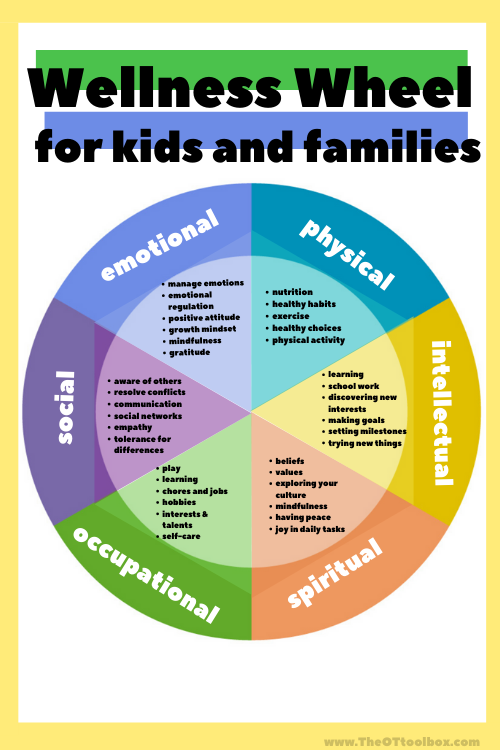 Wellness Wheel
for kids and families
emotional
• manage emotions
• emotional
regulation
• positive attitude
• growth mindset
• mindfulness
• gratitude
physical
• nutrition
• healthy habits
• exercise
• healthy choices
• physical activity
intellectual
• learning
• school work
• discovering new
interests
• making goals
• setting milestones
• trying new things
spiritual
• beliefs
• values
• exploring your
culture
• mindfulness
• having peace
• joy in daily tasks
occupational
• play
• learning
• chores and jobs
• hobbies
• interests &
talents
• self-care
social
• aware of others
• resolve conflicts
• communication
• social networks
• empathy
• tolerance for
differences
www.TheOTtoolbox.com